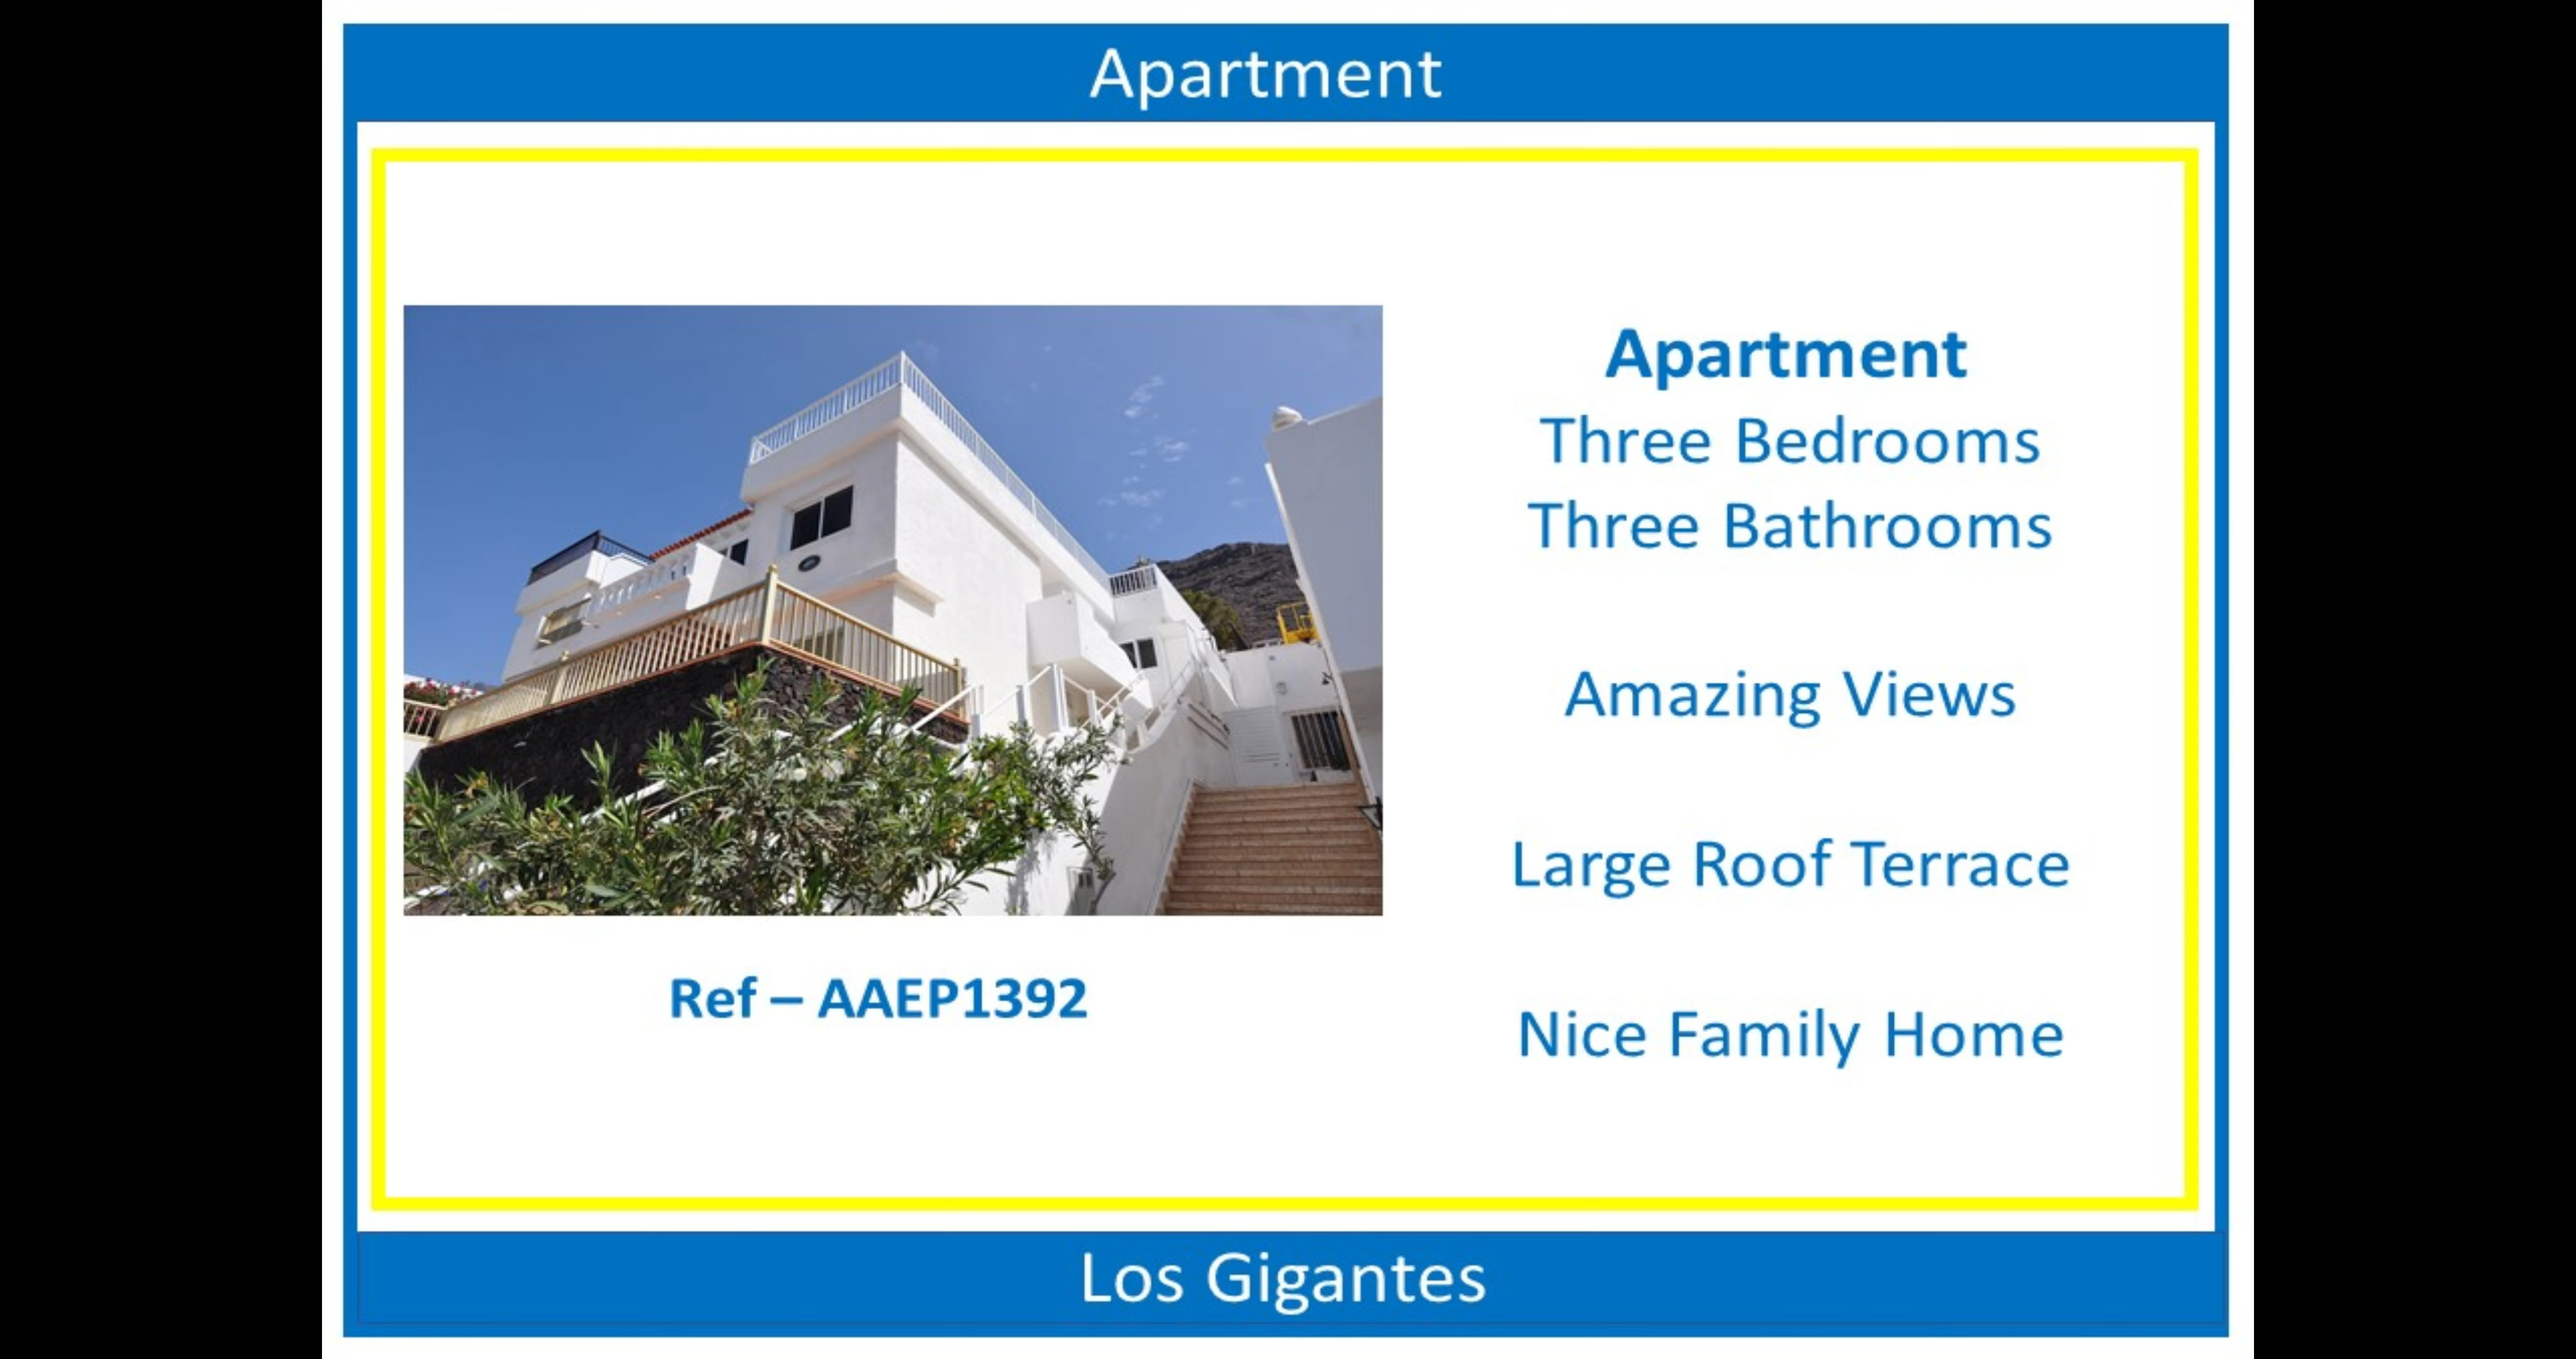 Apartment
Apartment
Three Bedrooms
Three Bathrooms
Amazing Views
Large Roof Terrace
Nice Family Home
Ref – AAEP1392
Los Gigantes